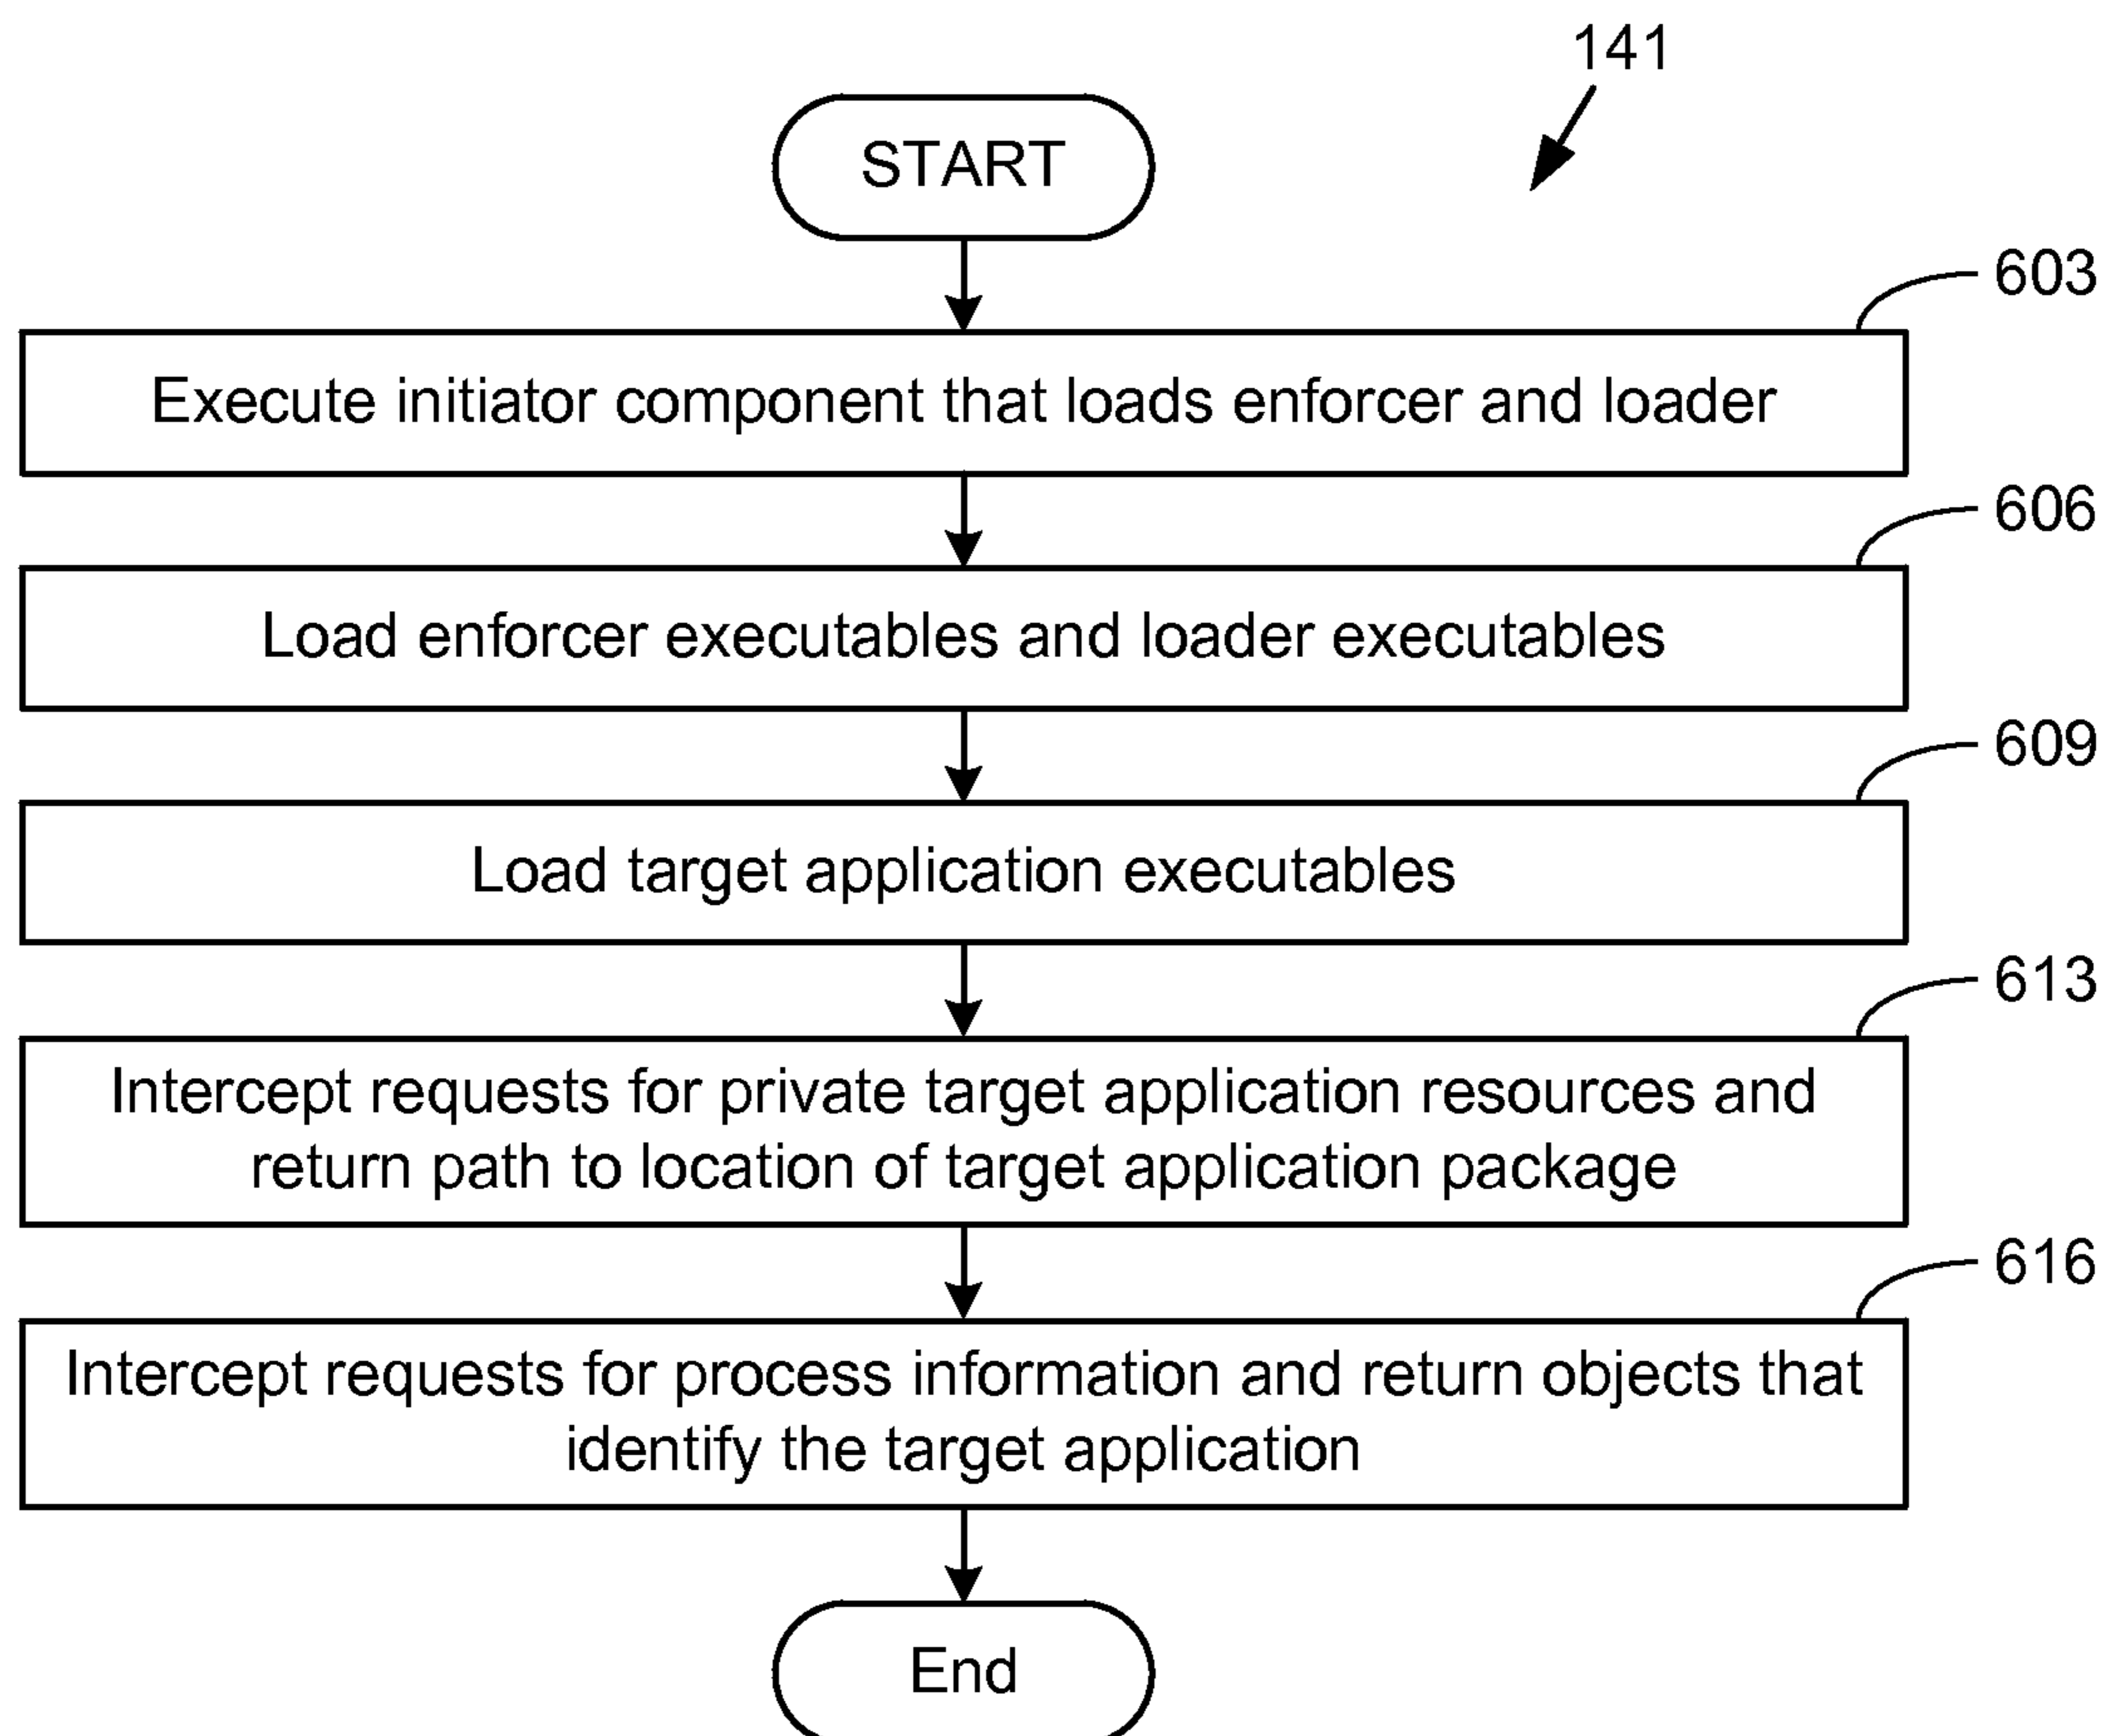 141
START
603
Execute initiator component that loads enforcer and loader
606
Load enforcer executables and loader executables
609
Load target application executables
613
Intercept requests for private target application resources and
return path to location of target application package
616
Intercept requests for process information and return objects that
identify the target application
End